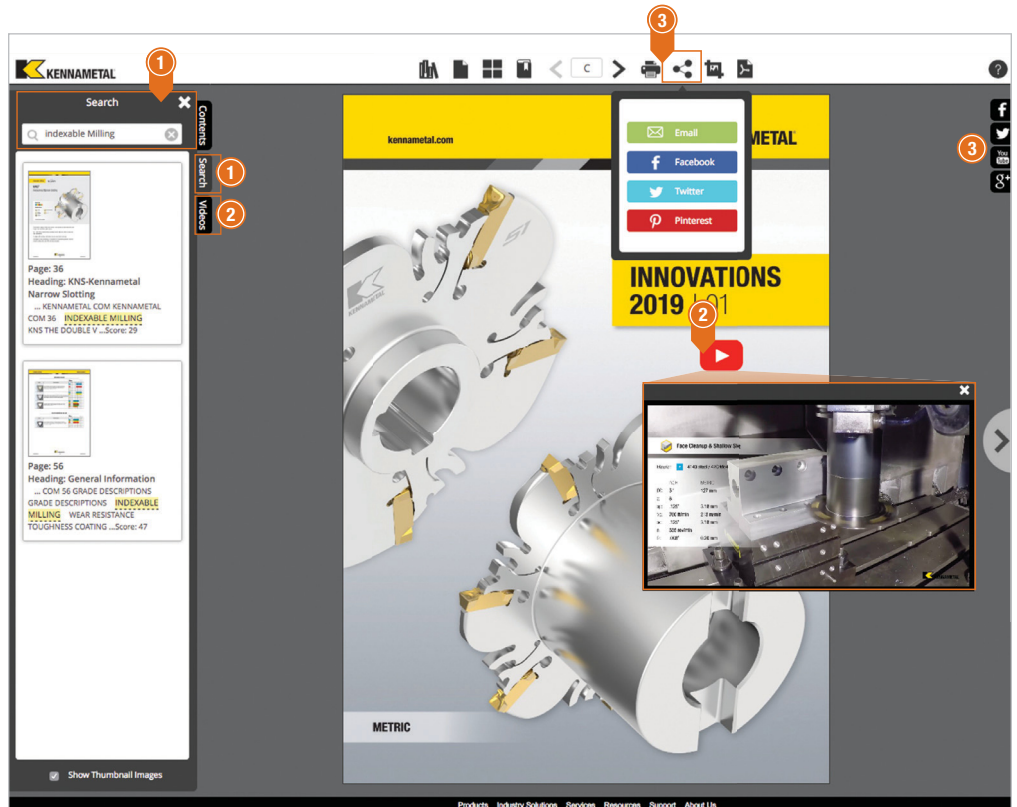 3
KENNAMETAL
1
C
?
Search
indexable Milling
Contents
Search
1
Videos
2
Page: 36
Heading: KNS-Kennametal
Narrow Slotting
... KENNAMETAL COM KENNAMETAL
COM 36 INDEXABLE MILLING
KNS THE DOUBLE V ...Score: 29
Page: 56
Heading: General Information
... COM 56 GRADE DESCRIPTIONS
GRADE DESCRIPTIONS INDEXABLE
MILLING WEAR RESISTANCE
TOUGHNESS COATING ...Score: 47
Show Thumbnail Images
kennametal.com
METAL
Email
Facebook
Twitter
Pinterest
S1
KENNAMETAL
INNOVATIONS
2019 | 01
2
Face Cleanup & Shallow
METRIC
3
f
You
Tube
g+
Products Industry Solutions Services Resources Support About Us